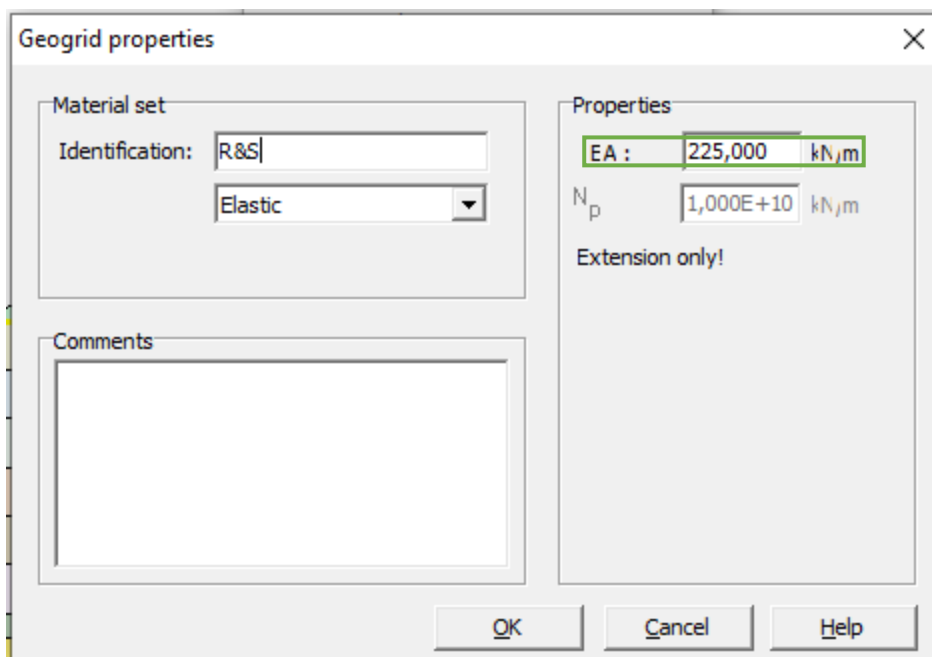 Geogrid properties
Material set
Identification: R&S
Elastic
Comments
Properties
EA : 225,000 kN/m
Np 1,000E+10 kN/m
Extension only!
OK Cancel Help